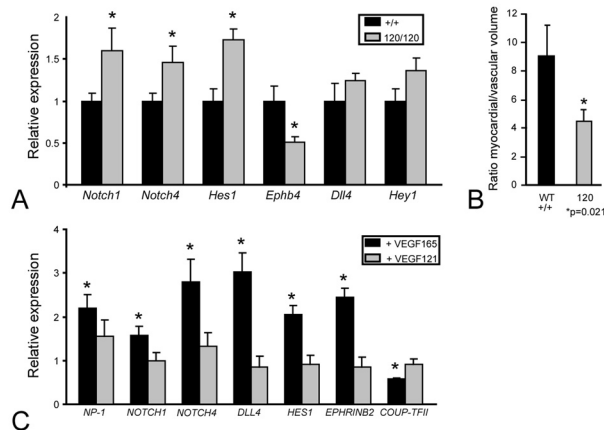 2
1.5
1
0.5
0
Relative expression
+/+
120/120
*
*
*
*
Notch1 Notch4 Hes1 Ephb4 Dll4 Hey1
A
12
10
8
6
4
2
0
Ratio myocardial/vascular volume
*
WT 120
+/+ *p=0.021
B
4
3
2
1
0
Relative expression
+ VEGF165
+ VEGF121
* * * * * * *
NP-1 NOTCH1 NOTCH4 DLL4 HES1 EPHRINB2 COUP-TFII
C